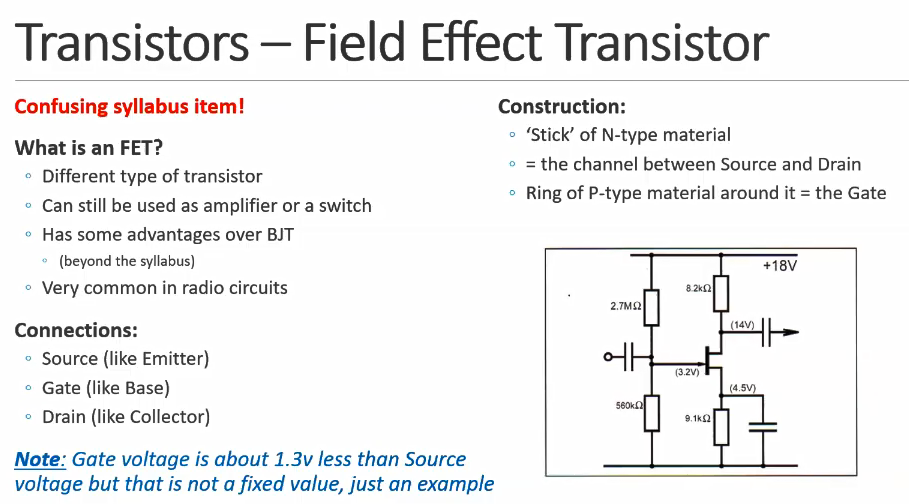 Transistors – Field Effect Transistor
Confusing syllabus item!
What is an FET?
Different type of transistor
Can still be used as amplifier or a switch
Has some advantages over BJT
(beyond the syllabus)
Very common in radio circuits
Connections:
Source (like Emitter)
Gate (like Base)
Drain (like Collector)
Note: Gate voltage is about 1.3v less than Source
voltage but that is not a fixed value, just an example
Construction:
‘Stick’ of N-type material
= the channel between Source and Drain
Ring of P-type material around it = the Gate
+18V
8.2kΩ
2.7MΩ
(14V)
(3.2V)
(4.5V)
560kΩ
9.1kΩ